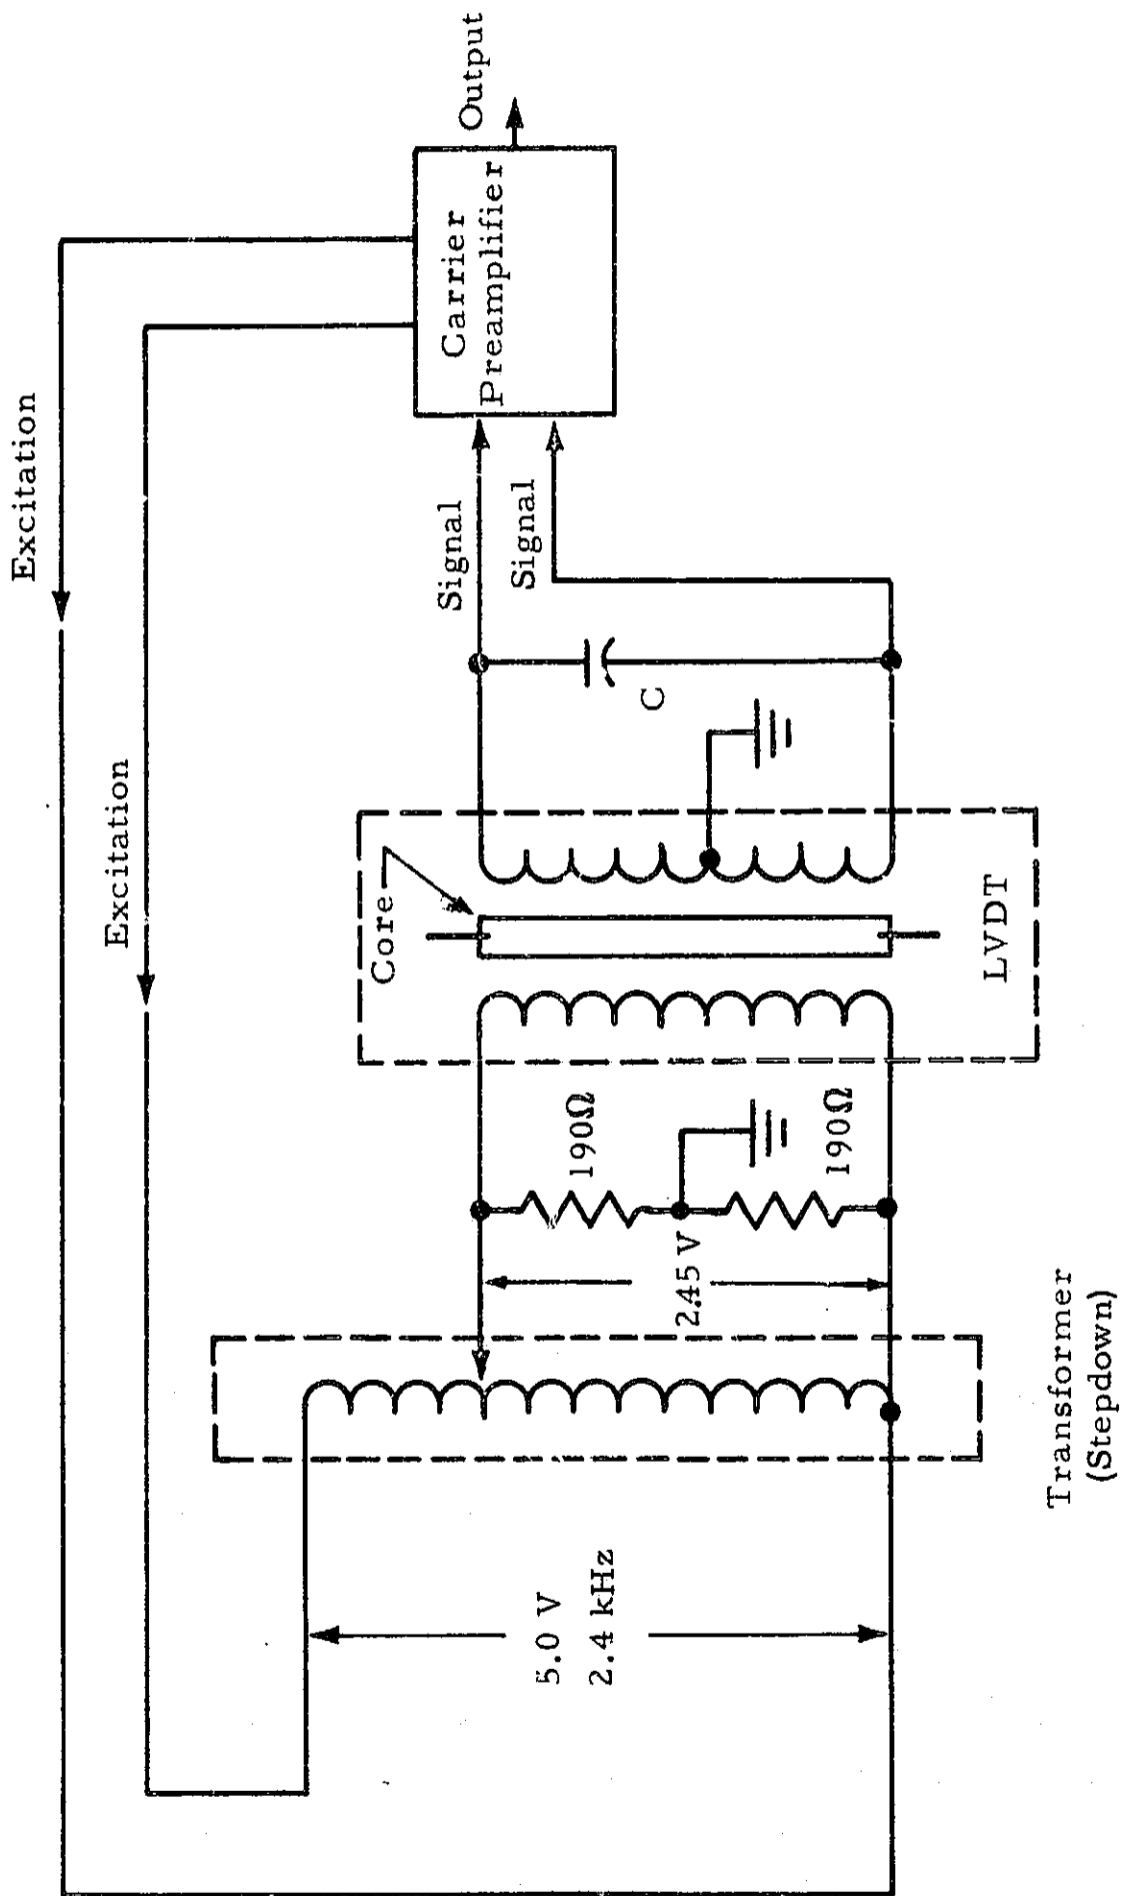 Excitation
Excitation
Output
Carrier
Preamplifier
Signal
Signal
C
Core
LVDT
190Ω
190Ω
2.45 V
5.0 V
2.4 kHz
Transformer
(Stepdown)